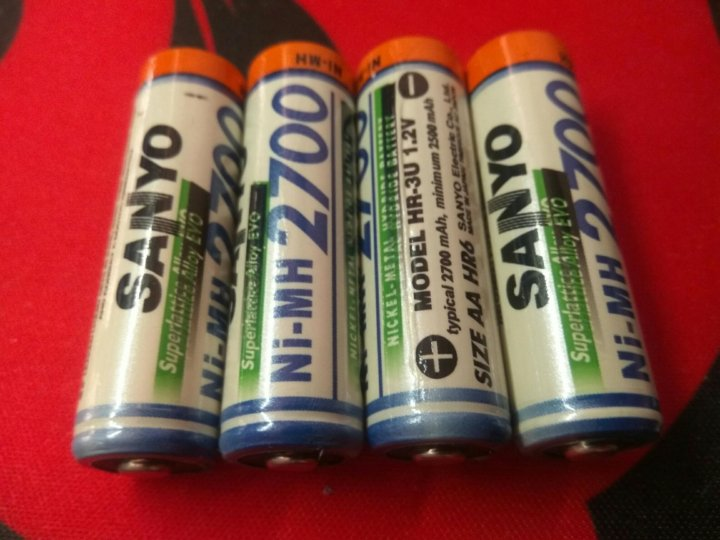 SANYO
Superlattice Alloy EVO
Ni-MH 2700
Superlattice Alloy EVO
Ni-MH 2700
NICKEL-METAL
NICKEL-METAL HYDRIDE BATTERY
MODEL HR-3U 1.2V
typical 2700 mAh, minimum 2500 mAh
SIZE AA HR6 SANYO Electric Co., Ltd.
SANYO
Superlattice Alloy EVO
Ni-MH 2700